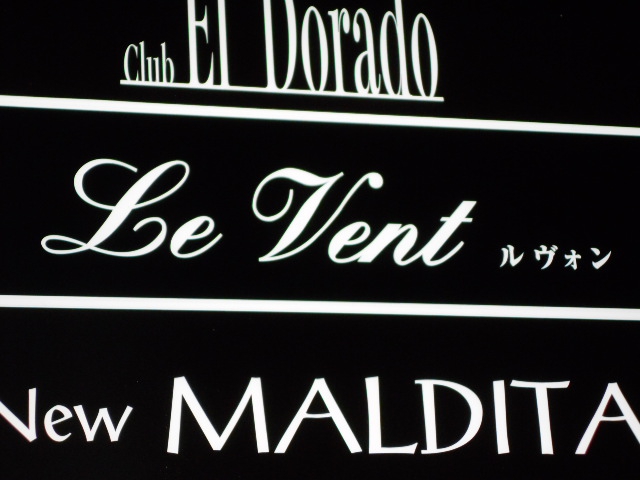 Club El Dorado
Le Vent ルヴォン
New MALDITA